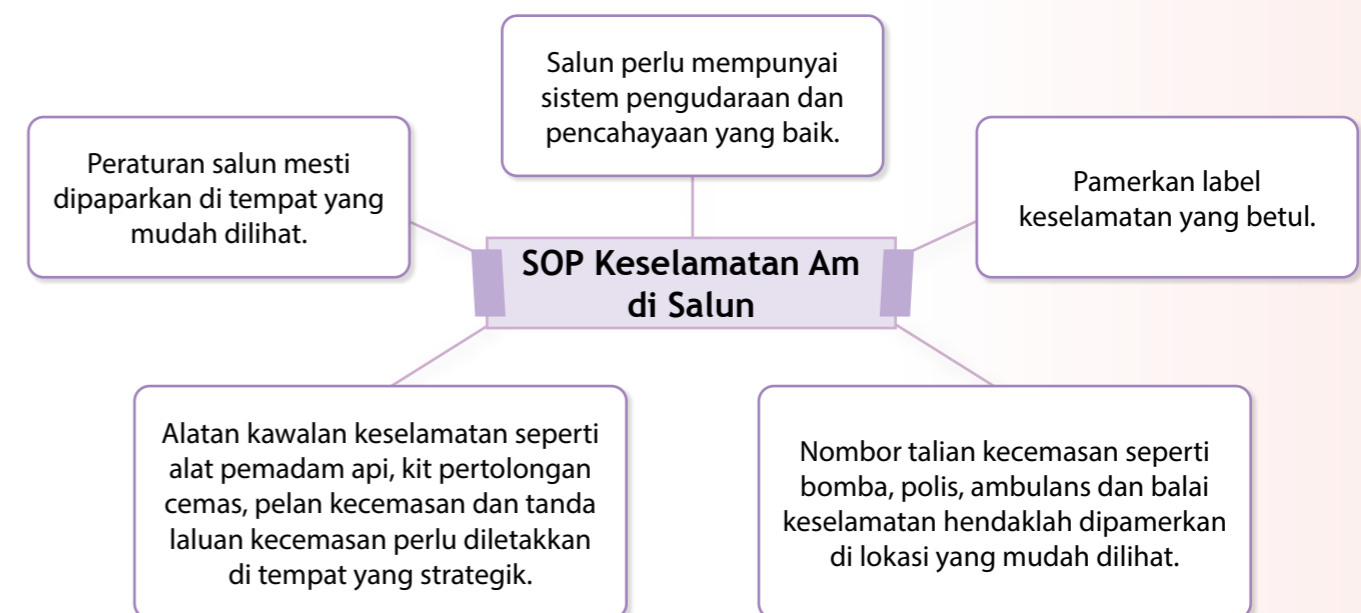 Salun perlu mempunyai
sistem pengudaraan dan
pencahayaan yang baik.
Peraturan salun mesti
dipaparkan di tempat yang
mudah dilihat.
Pamerkan label
keselamatan yang betul.
SOP Keselamatan Am
di Salun
Alatan kawalan keselamatan seperti
alat pemadam api, kit pertolongan
cemas, pelan kecemasan dan tanda
laluan kecemasan perlu diletakkan
di tempat yang strategik.
Nombor talian kecemasan seperti
bomba, polis, ambulans dan balai
keselamatan hendaklah dipamerkan
di lokasi yang mudah dilihat.